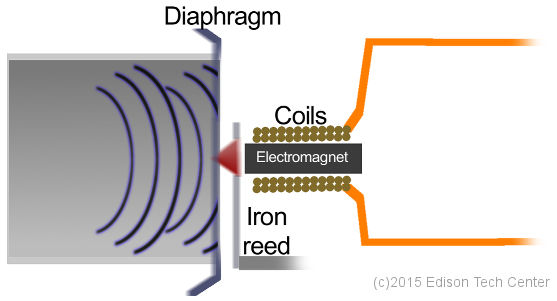 Diaphragm
Coils
Electromagnet
Iron
reed
(c)2015 Edison Tech Center